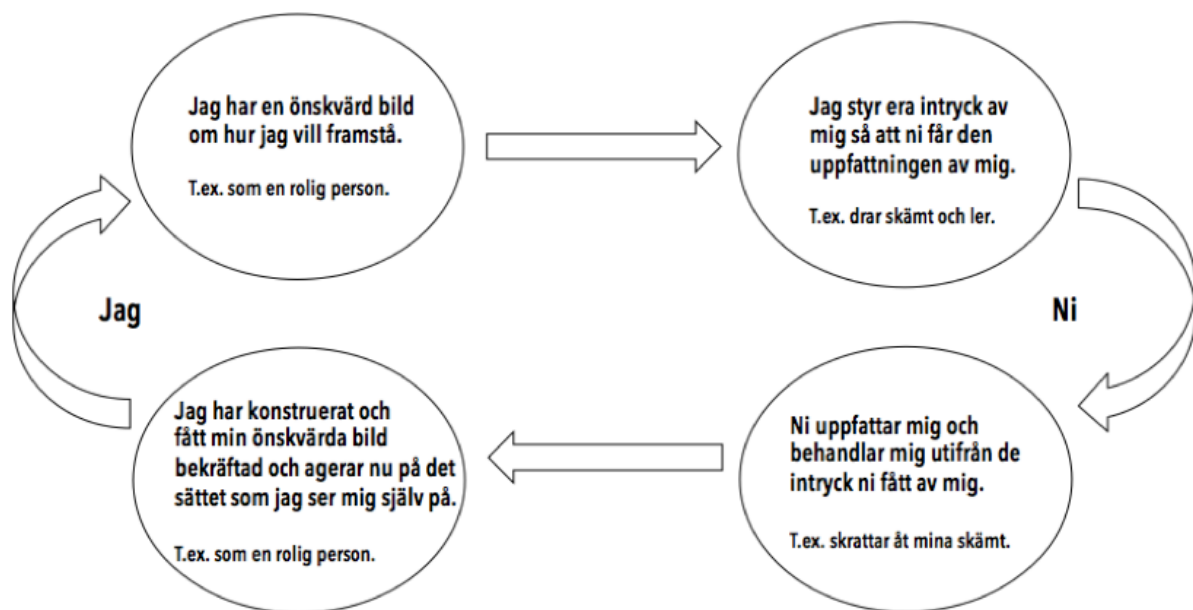 Jag har en önskvärd bild
om hur jag vill framstå.
T.ex. som en rolig person.
Jag styr era intryck av
mig så att ni får den
uppfattningen av mig.
T.ex. drar skämt och ler.
Jag
Ni
Jag har konstruerat och
fått min önskvärda bild
bekräftad och agerar nu på det
sättet som jag ser mig själv på.
T.ex. som en rolig person.
Ni uppfattar mig och
behandlar mig utifrån de
intryck ni fått av mig.
T.ex. skrattar åt mina skämt.